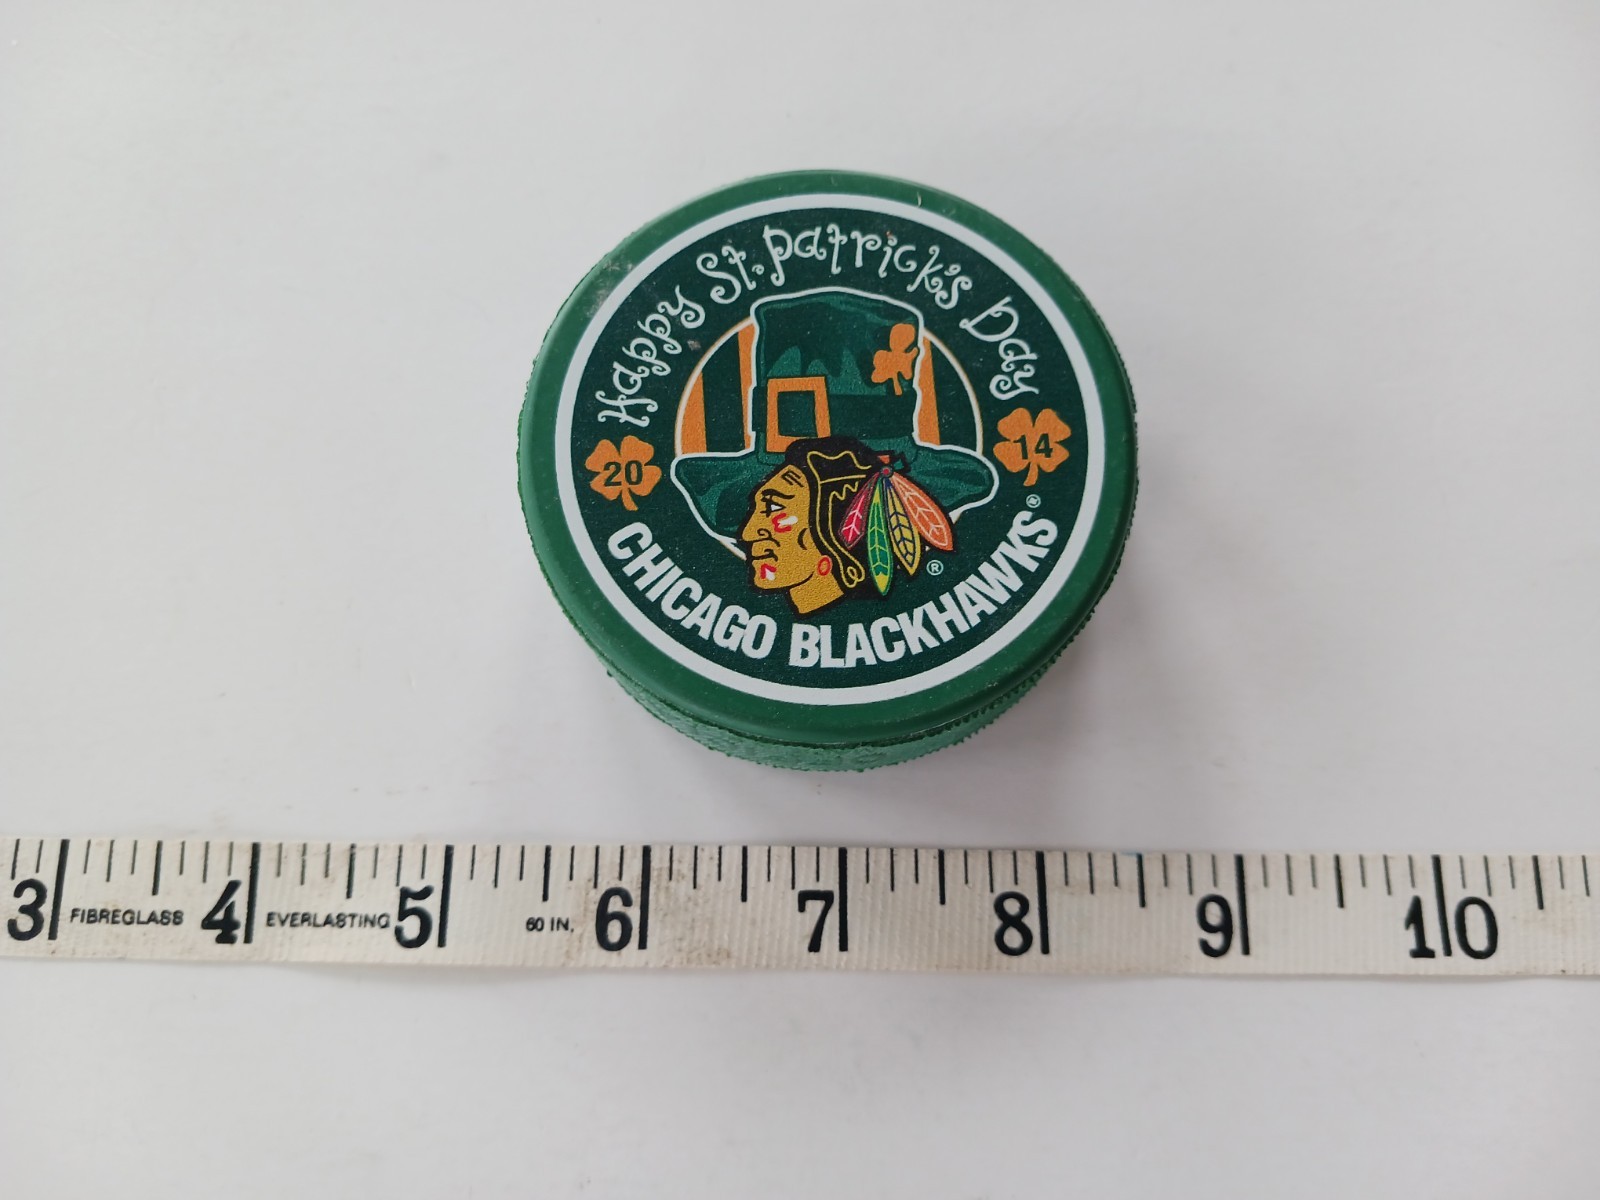 Happy St. Patrick's Day
20 14
CHICAGO BLACKHAWKS®
®
3 FIBREGLASS 4 EVERLASTING 5 60 IN. 6 7 8 9 10